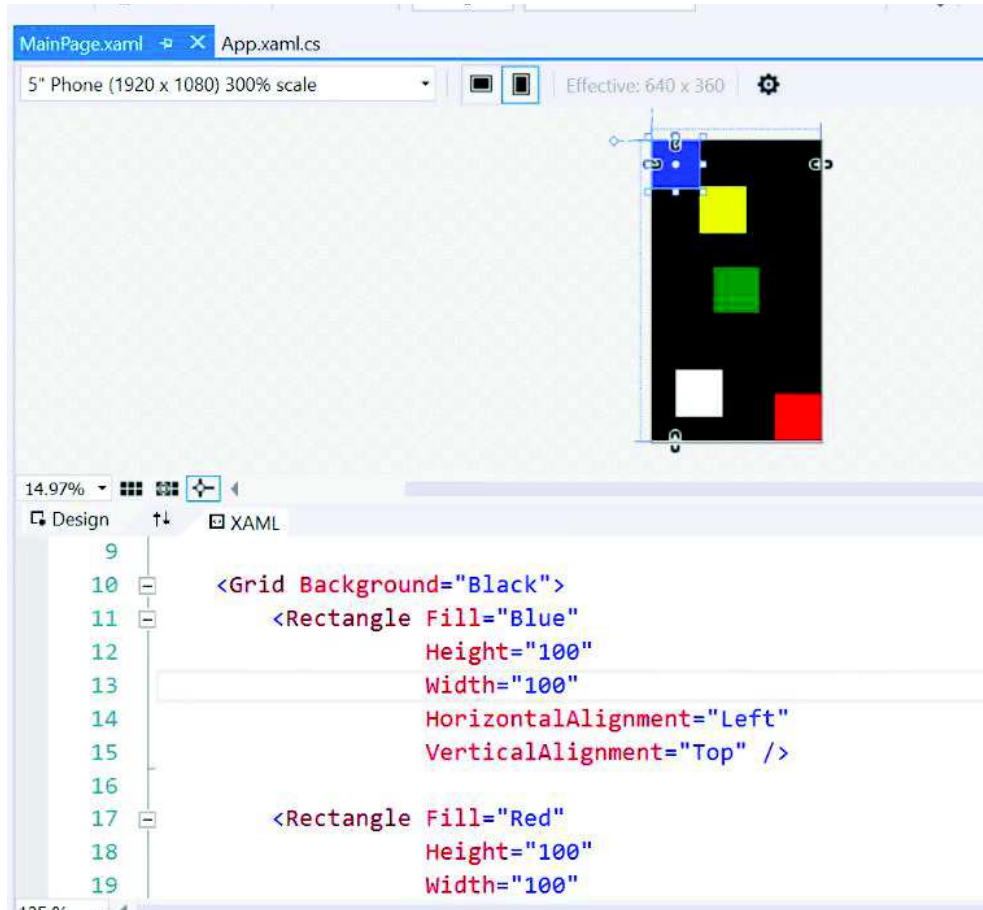 MainPage.xaml App.xaml.cs
5" Phone (1920 x 1080) 300% scale Effective: 640 x 360
14.97%
Design XAML
9
10 <Grid Background="Black">
11 <Rectangle Fill="Blue"
12 Height="100"
13 Width="100"
14 HorizontalAlignment="Left"
15 VerticalAlignment="Top" />
16
17 <Rectangle Fill="Red"
18 Height="100"
19 Width="100"